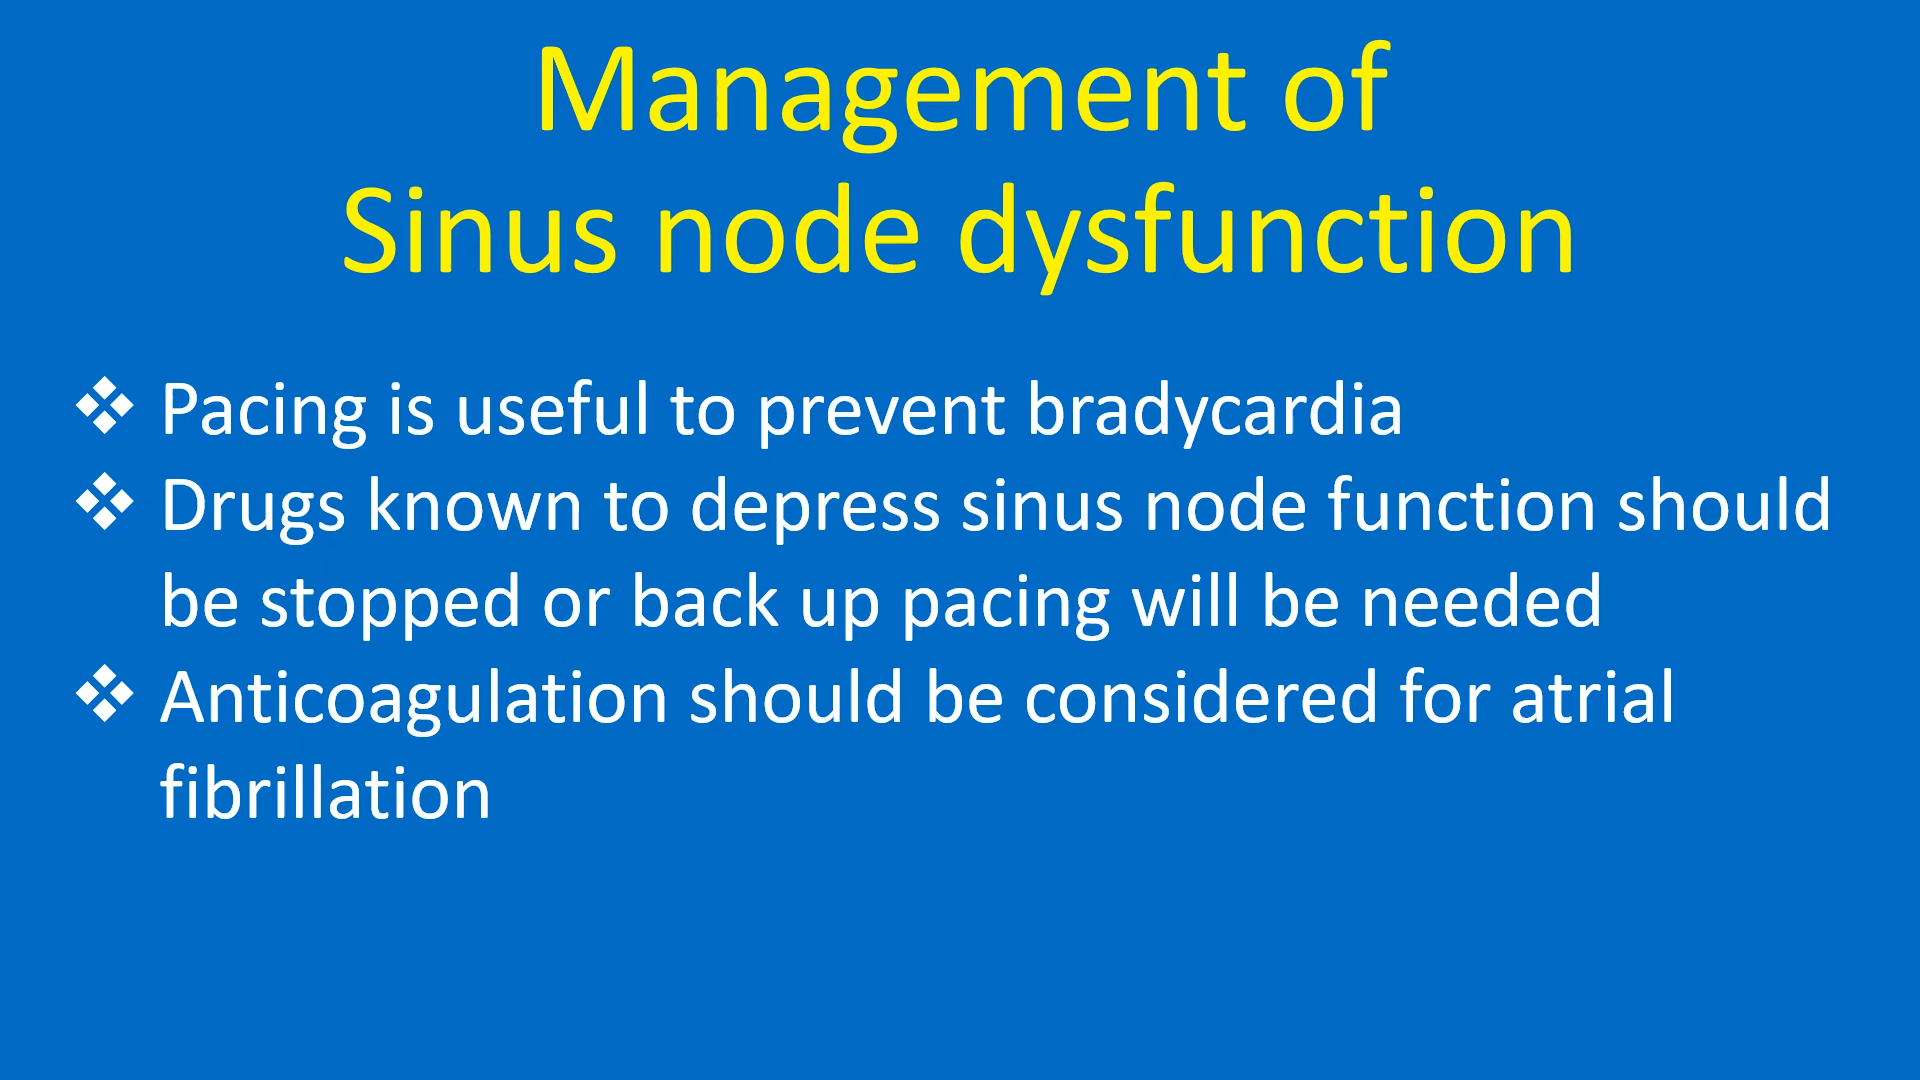 Management of
Sinus node dysfunction
❖ Pacing is useful to prevent bradycardia
❖ Drugs known to depress sinus node function should
be stopped or back up pacing will be needed
❖ Anticoagulation should be considered for atrial
fibrillation